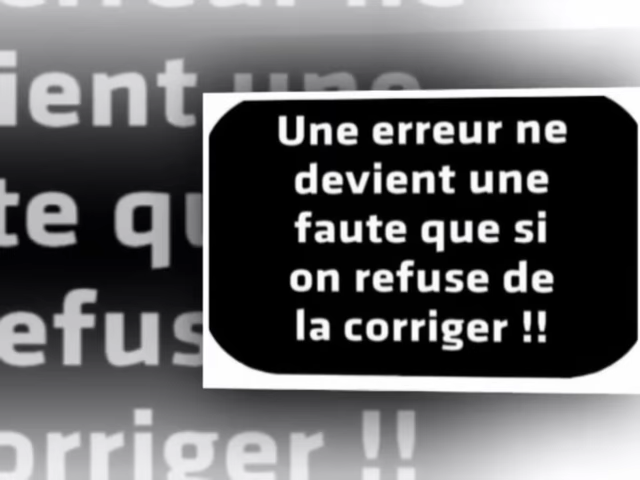 Une erreur ne
devient une
faute que si
on refuse de
la corriger !!